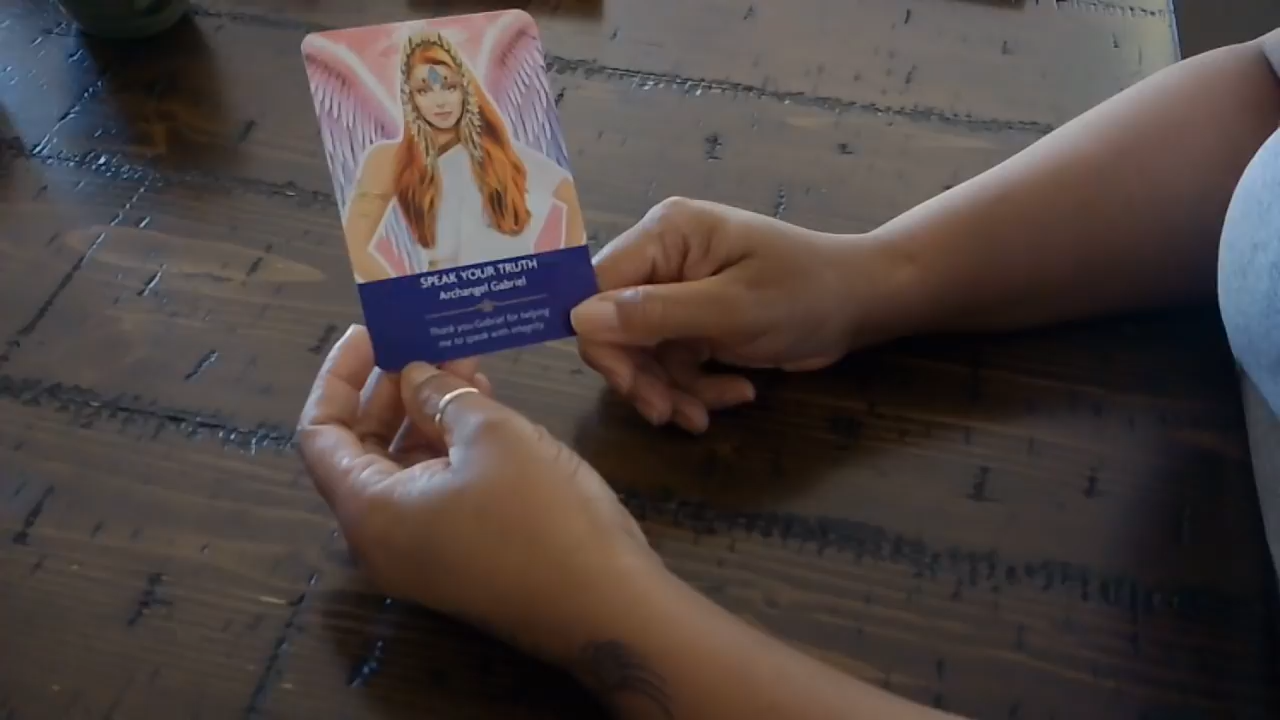 SPEAK YOUR TRUTH
Archangel Gabriel
Thank you Gabriel for helping
me to speak with integrity